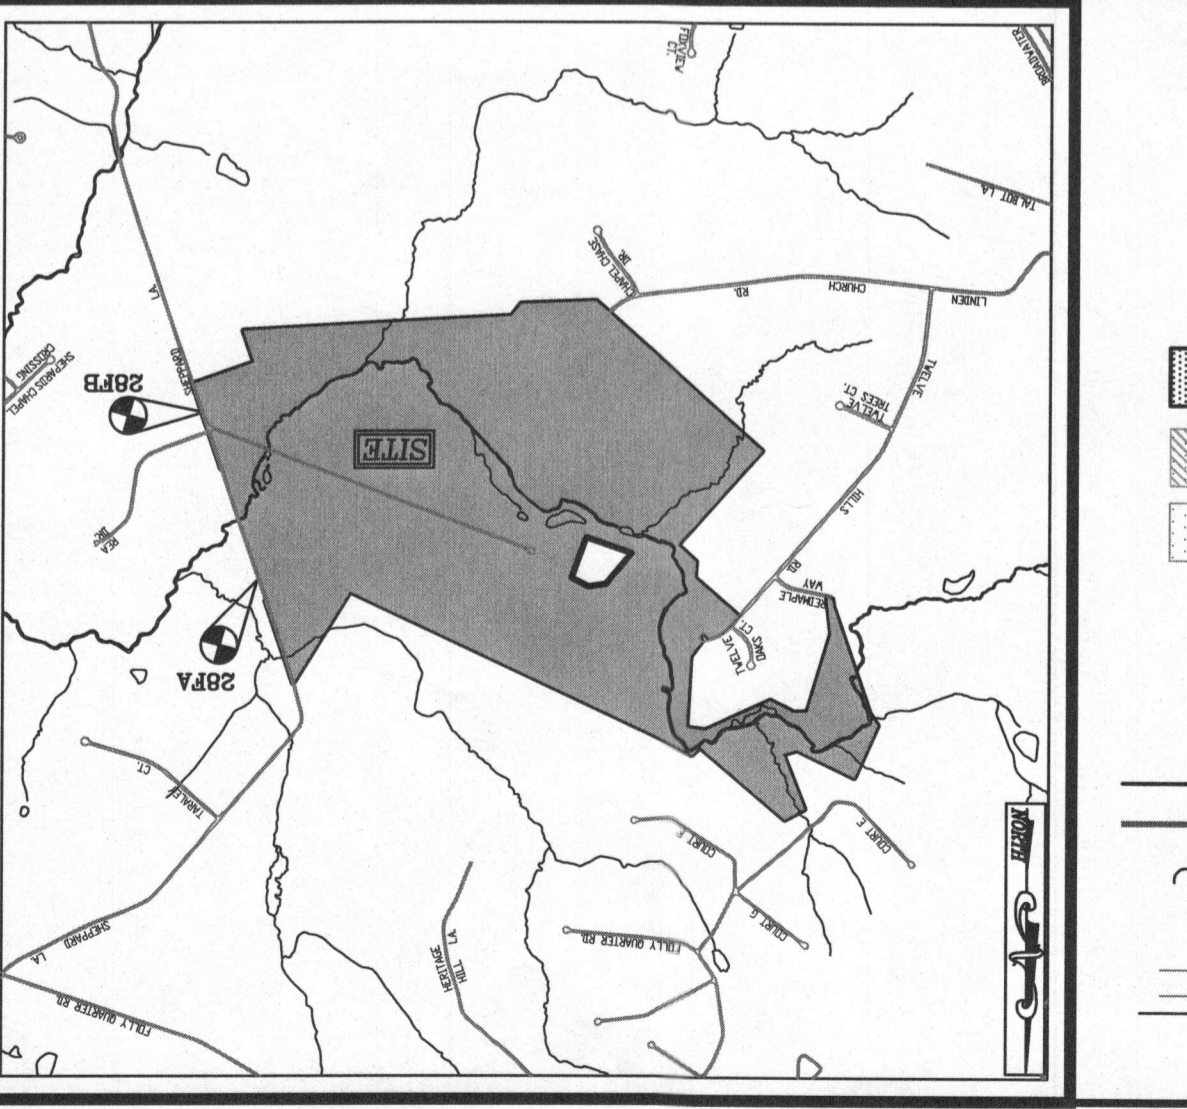 FOLLY QUARTER RD.
SHEPPARD
LA
HERITAGE
HILL LA.
FOLLY QUARTER RD
COURT G
COURT F
COURT E
NORTH
TARALEY
CT.
28FA
TWELVE
OAKS CT.
REDMAPLE
WAY
RD.
HILLS
REA
DR.
SITE
28FB
TWELVE
TREES CT.
TWELVE
SHEPPARD
LA
SHEPARDS CHAPEL
CROSSING
LINDEN
CHURCH
RD.
CHAPEL CHASE
DR
TALBOT LA.
FOXVIEW
CT.
BROADWATER